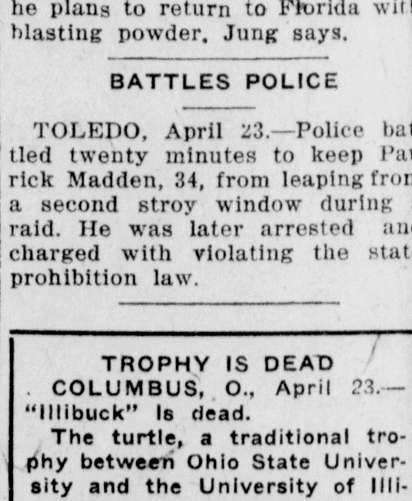 he plans to return to Florida
blasting powder. Jung says.
BATTLES POLICE
TOLEDO, April 23.—Police bat
tled twenty minutes to keep Pat
rick Madden, 34, from leaping from
a second stroy window during
raid. He was later arrested an
charged with violating the stat
prohibition law.
TROPHY IS DEAD
COLUMBUS, O., April 23.—
"Illibuck" Is dead.
The turtle, a traditional tro-
phy between Ohio State Univer-
sity and the University of Illi-